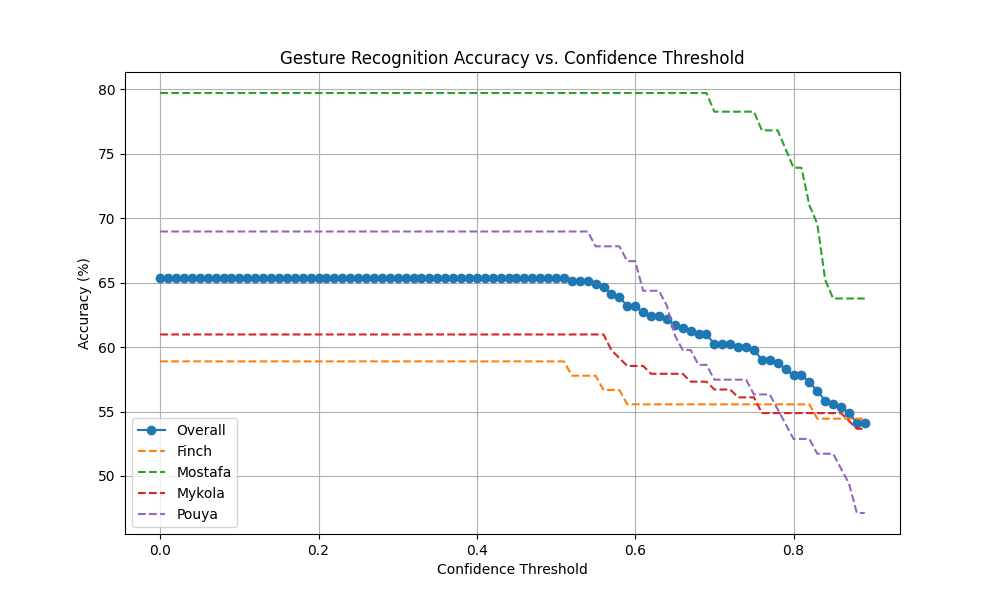 Gesture Recognition Accuracy vs. Confidence Threshold
Accuracy (%)
80
75
70
65
60
55
50
Overall
Finch
Mostafa
Mykola
Pouya
0.0 0.2 0.4 0.6 0.8
Confidence Threshold